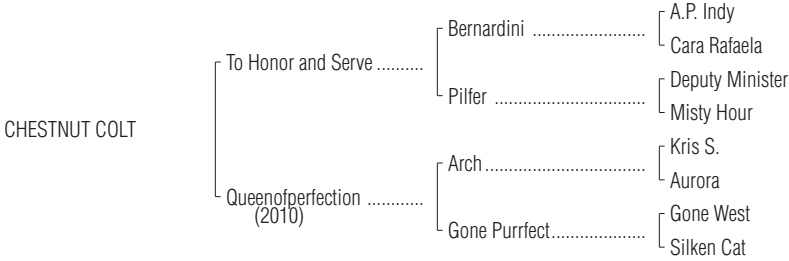 A.P. Indy
Bernardini ........................
Cara Rafaela
To Honor and Serve ..........
Deputy Minister
Pilfer ................................
Misty Hour
CHESTNUT COLT
Kris S.
Arch..................................
Aurora
Queenofperfection ............
(2010)
Gone West
Gone Purrfect....................
Silken Cat